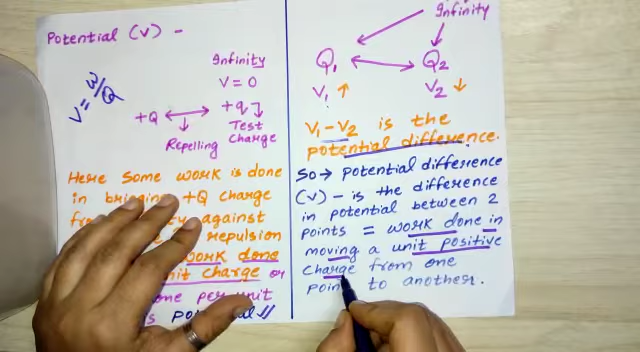 Potential (V) -
Infinity
V = 0
V = W/Q
+Q +q
Test
Charge
Repelling
Here some work is done
in bringing +Q charge
against
repulsion
work done
unit charge or
per unit
Infinity
Q1 Q2
V1 ↑ V2 ↓
V1 - V2 is the
potential difference.
So → potential difference
(V) - is the difference
in potential between 2
points = work done in
moving a unit positive
charge from one
point to another.